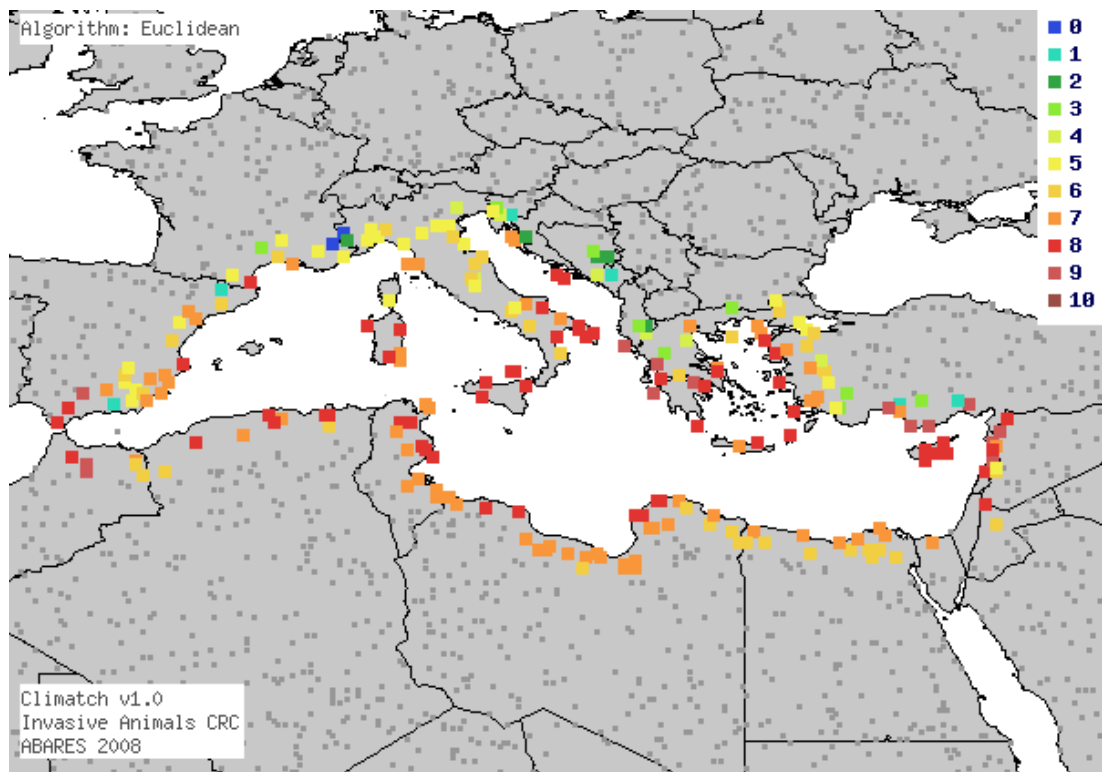 Algorithm: Euclidean
0
1
2
3
4
5
6
7
8
9
10
Climatch v1.0
Invasive Animals CRC
ABARES 2008